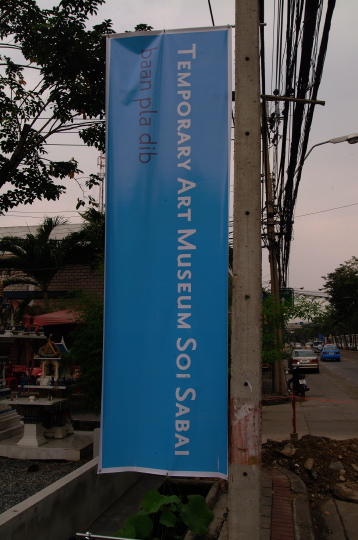 TEMPORARY ART MUSEUM SOI SABAI
baan pla dib